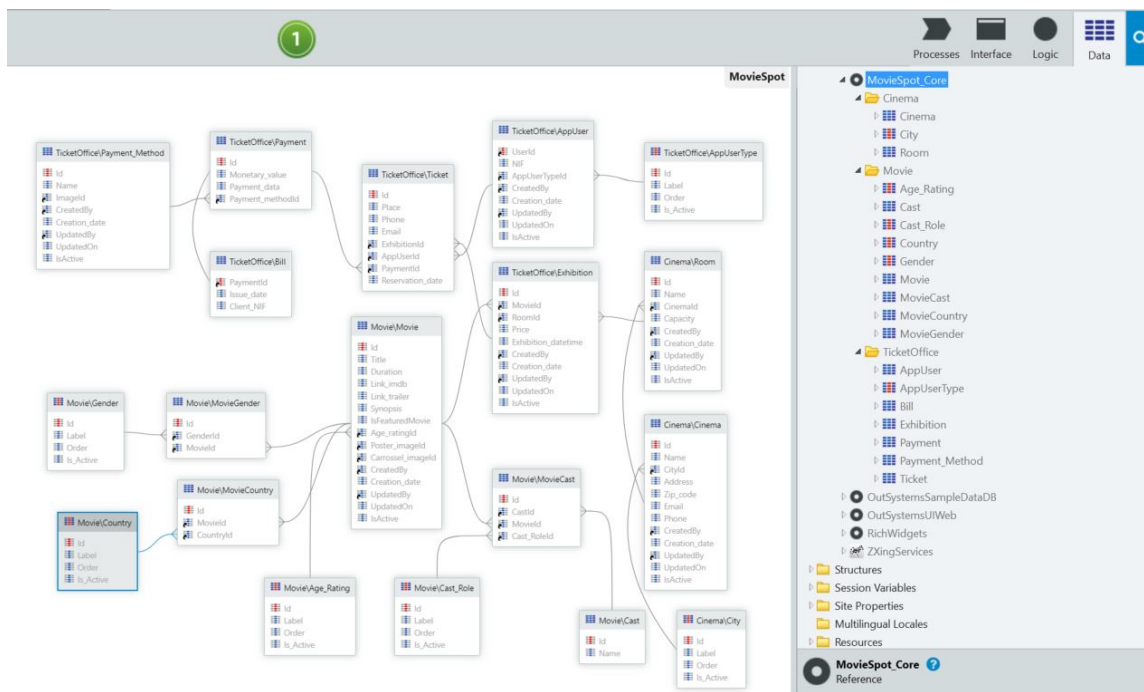 1
Processes
Interface
Logic
Data
MovieSpot
TicketOffice\Payment_Method
Id
Name
ImageId
CreatedBy
Creation_date
UpdatedBy
UpdatedOn
IsActive
TicketOffice\Payment
Id
Monetary_value
Payment_data
Payment_methodId
TicketOffice\Bill
PaymentId
Issue_date
Client_NIF
TicketOffice\Ticket
Id
Place
Phone
Email
ExhibitionId
AppUserId
PaymentId
Reservation_date
TicketOffice\AppUser
UserId
NIF
AppUserTypeId
CreatedBy
Creation_date
UpdatedBy
UpdatedOn
IsActive
TicketOffice\AppUserType
Id
Label
Order
Is_Active
TicketOffice\Exhibition
Id
MovieId
RoomId
Price
Exhibition_datetime
CreatedBy
Creation_date
UpdatedBy
UpdatedOn
IsActive
Cinema\Room
Id
Name
CinemaId
Capacity
CreatedBy
Creation_date
UpdatedBy
UpdatedOn
IsActive
Movie\Movie
Id
Title
Duration
Link_imdb
Link_trailer
Synopsis
IsFeaturedMovie
Age_ratingId
Poster_imageId
Carrossel_imageId
CreatedBy
Creation_date
UpdatedBy
UpdatedOn
IsActive
Movie\Gender
Id
Label
Order
Is_Active
Movie\MovieGender
Id
GenderId
MovieId
Movie\MovieCountry
Id
MovieId
CountryId
Movie\Country
Id
Label
Order
Is_Active
Movie\MovieCast
Id
CastId
MovieId
Cast_RoleId
Cinema\Cinema
Id
Name
CityId
Address
Zip_code
Email
Phone
CreatedBy
Creation_date
UpdatedBy
UpdatedOn
IsActive
Movie\Age_Rating
Id
Label
Order
Is_Active
Movie\Cast_Role
Id
Label
Order
Is_Active
Movie\Cast
Id
Name
Cinema\City
Id
Label
Order
Is_Active
MovieSpot_Core
Cinema
Cinema
City
Room
Movie
Age_Rating
Cast
Cast_Role
Country
Gender
Movie
MovieCast
MovieCountry
MovieGender
TicketOffice
AppUser
AppUserType
Bill
Exhibition
Payment
Payment_Method
Ticket
OutSystemsSampleDataDB
OutSystemsUIWeb
RichWidgets
ZXingServices
Structures
Session Variables
Site Properties
Multilingual Locales
Resources
MovieSpot_Core ?
Reference